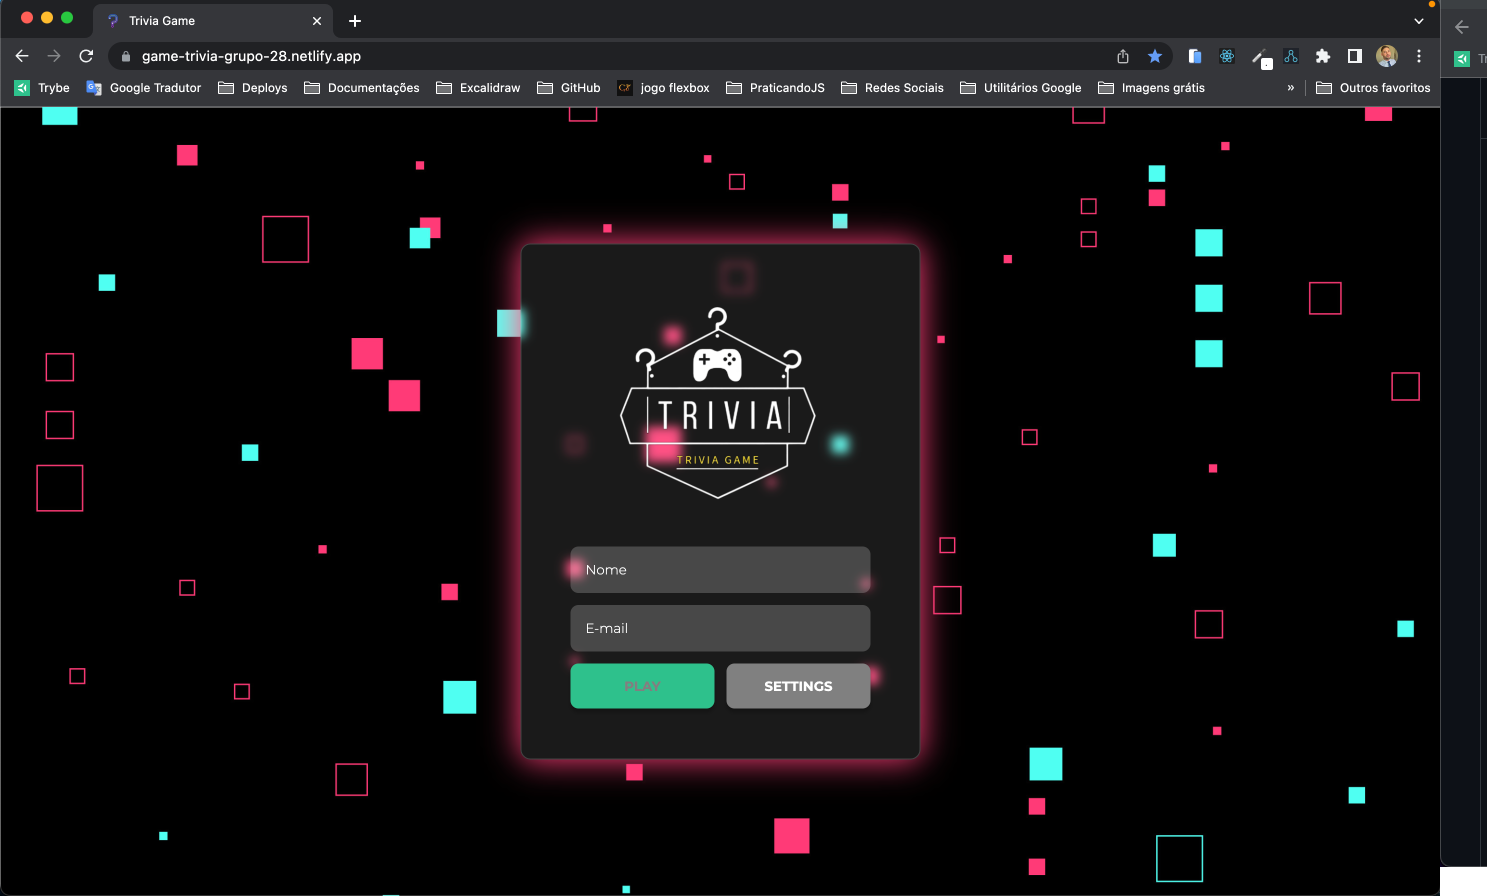 Trivia Game
game-trivia-grupo-28.netlify.app
Trybe Google Tradutor Deploys Documentações Excalidraw GitHub jogo flexbox PraticandoJS Redes Sociais Utilitários Google Imagens grátis » Outros favoritos
TRIVIA
TRIVIA GAME
Nome
E-mail
PLAY SETTINGS